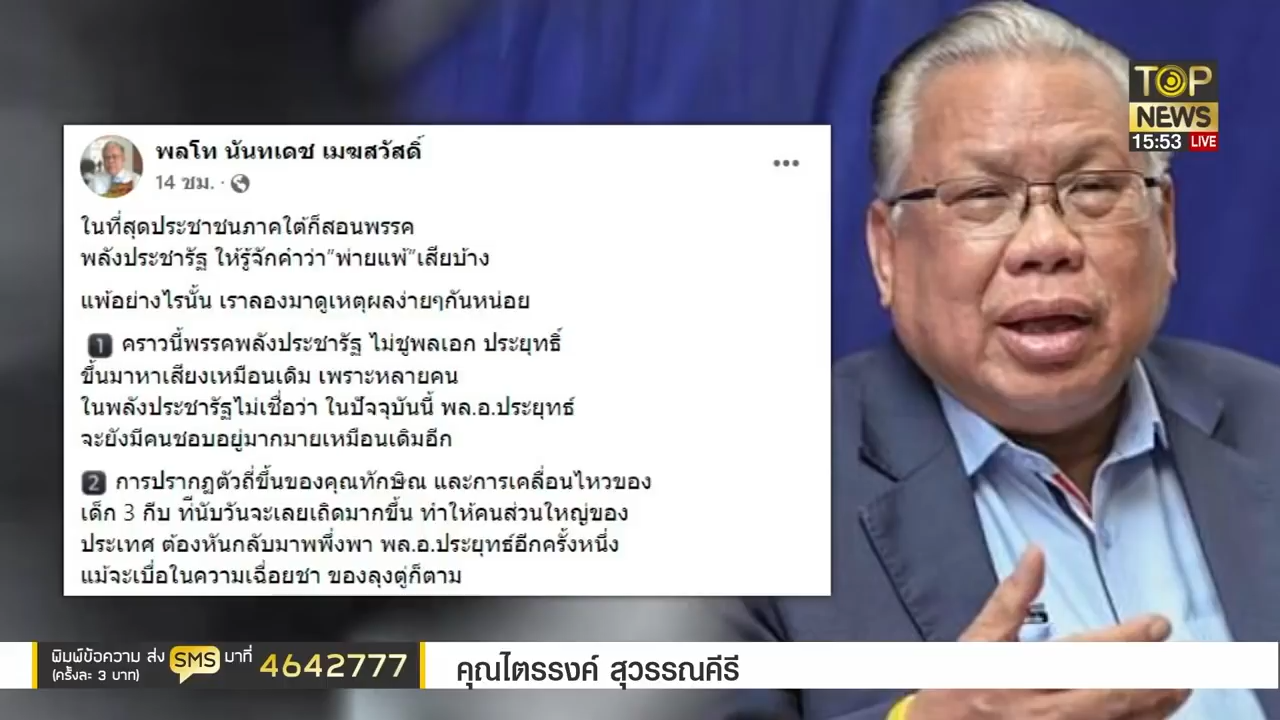 TOP
NEWS
15:53 LIVE
พลโท นันทเดช เมฆสวัสดิ์
14 ชม.
ในที่สุดประชาชนภาคใต้ก็สอนพรรค
พลังประชารัฐ ให้รู้จักคำว่า"พ่ายแพ้"เสียบ้าง
แพ้อย่างไรนั้น เราลองมาดูเหตุผลง่ายๆกันหน่อย
1 คราวนี้พรรคพลังประชารัฐ ไม่ชูพลเอก ประยุทธิ์
ขึ้นมาหาเสียงเหมือนเดิม เพราะหลายคน
ในพลังประชารัฐไม่เชื่อว่า ในปัจจุบันนี้ พล.อ.ประยุทธ์
จะยังมีคนชอบอยู่มากมายเหมือนเดิมอีก
2 การปรากฏตัวถี่ขึ้นของคุณทักษิณ และการเคลื่อนไหวของ
เด็ก 3 กีบ ที่นับวันจะเลยเถิดมากขึ้น ทำให้คนส่วนใหญ่ของ
ประเทศ ต้องหันกลับมาพพึ่งพา พล.อ.ประยุทธ์อีกครั้งหนึ่ง
แม้จะเบื่อในความเฉื่อยชา ของลุงตู่ก็ตาม
พิมพ์ข้อความ ส่ง SMS มาที่ 4642777
(ครั้งละ 3 บาท)
คุณไตรรงค์ สุวรรณคีรี